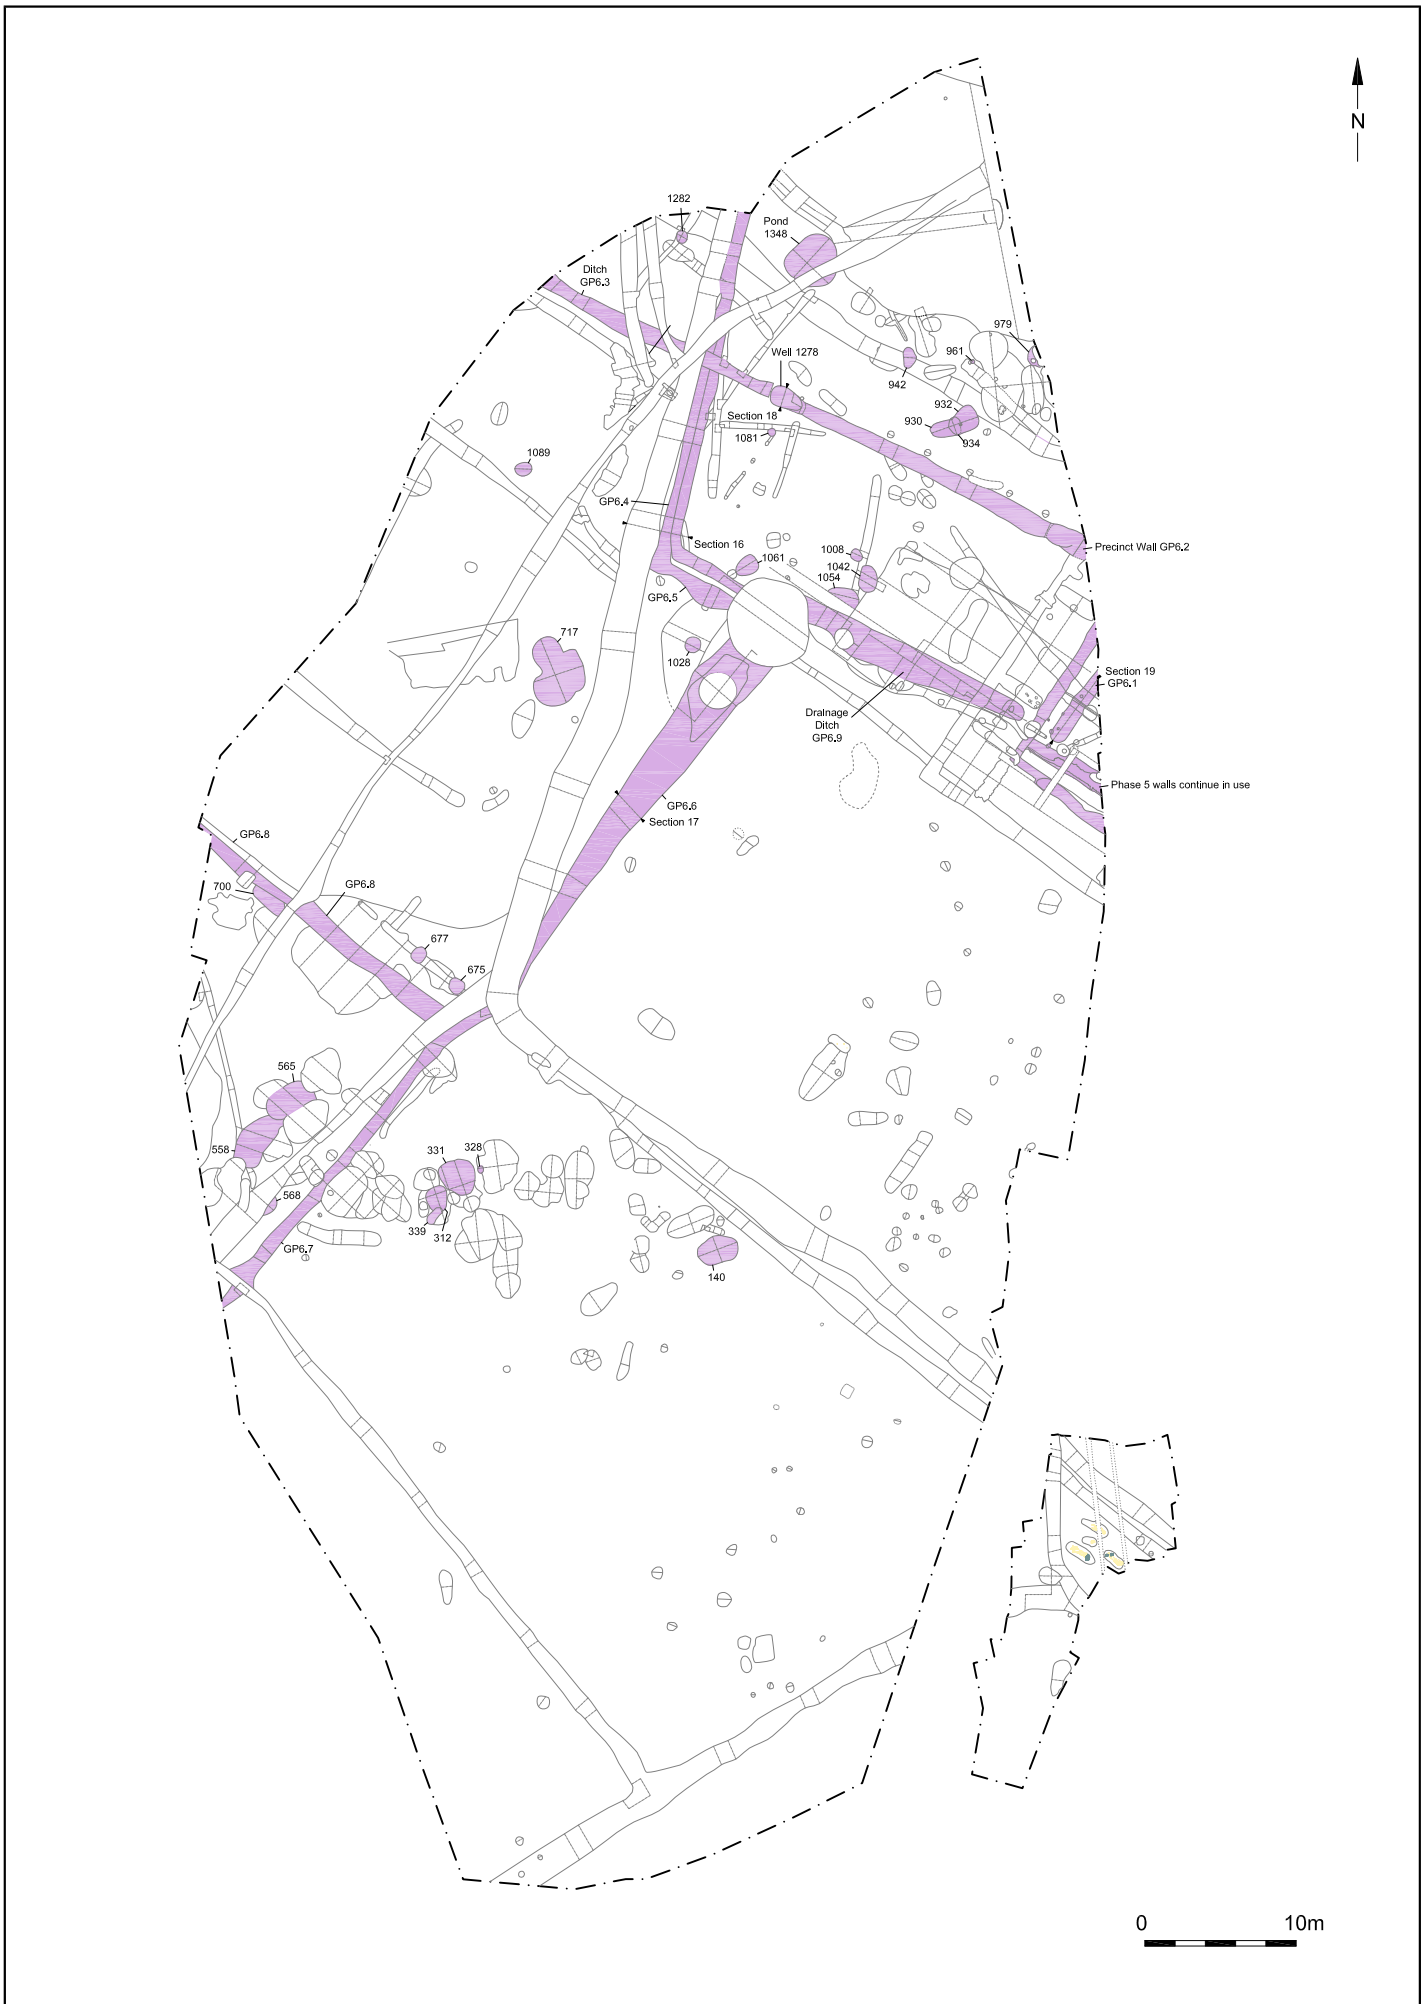 N
1282
Pond
1348
Ditch
GP6.3
979
961
Well 1278
942
932
930
934
Section 18
1081
1089
GP6.4
Section 16
Precinct Wall GP6.2
1008
1061
1042
1054
GP6.5
717
1028
Section 19
GP6.1
Drainage
Ditch
GP6.9
Phase 5 walls continue in use
GP6.6
Section 17
GP6.8
700
GP6.8
677
675
565
558
331
328
568
339
312
GP6.7
140
0 10m